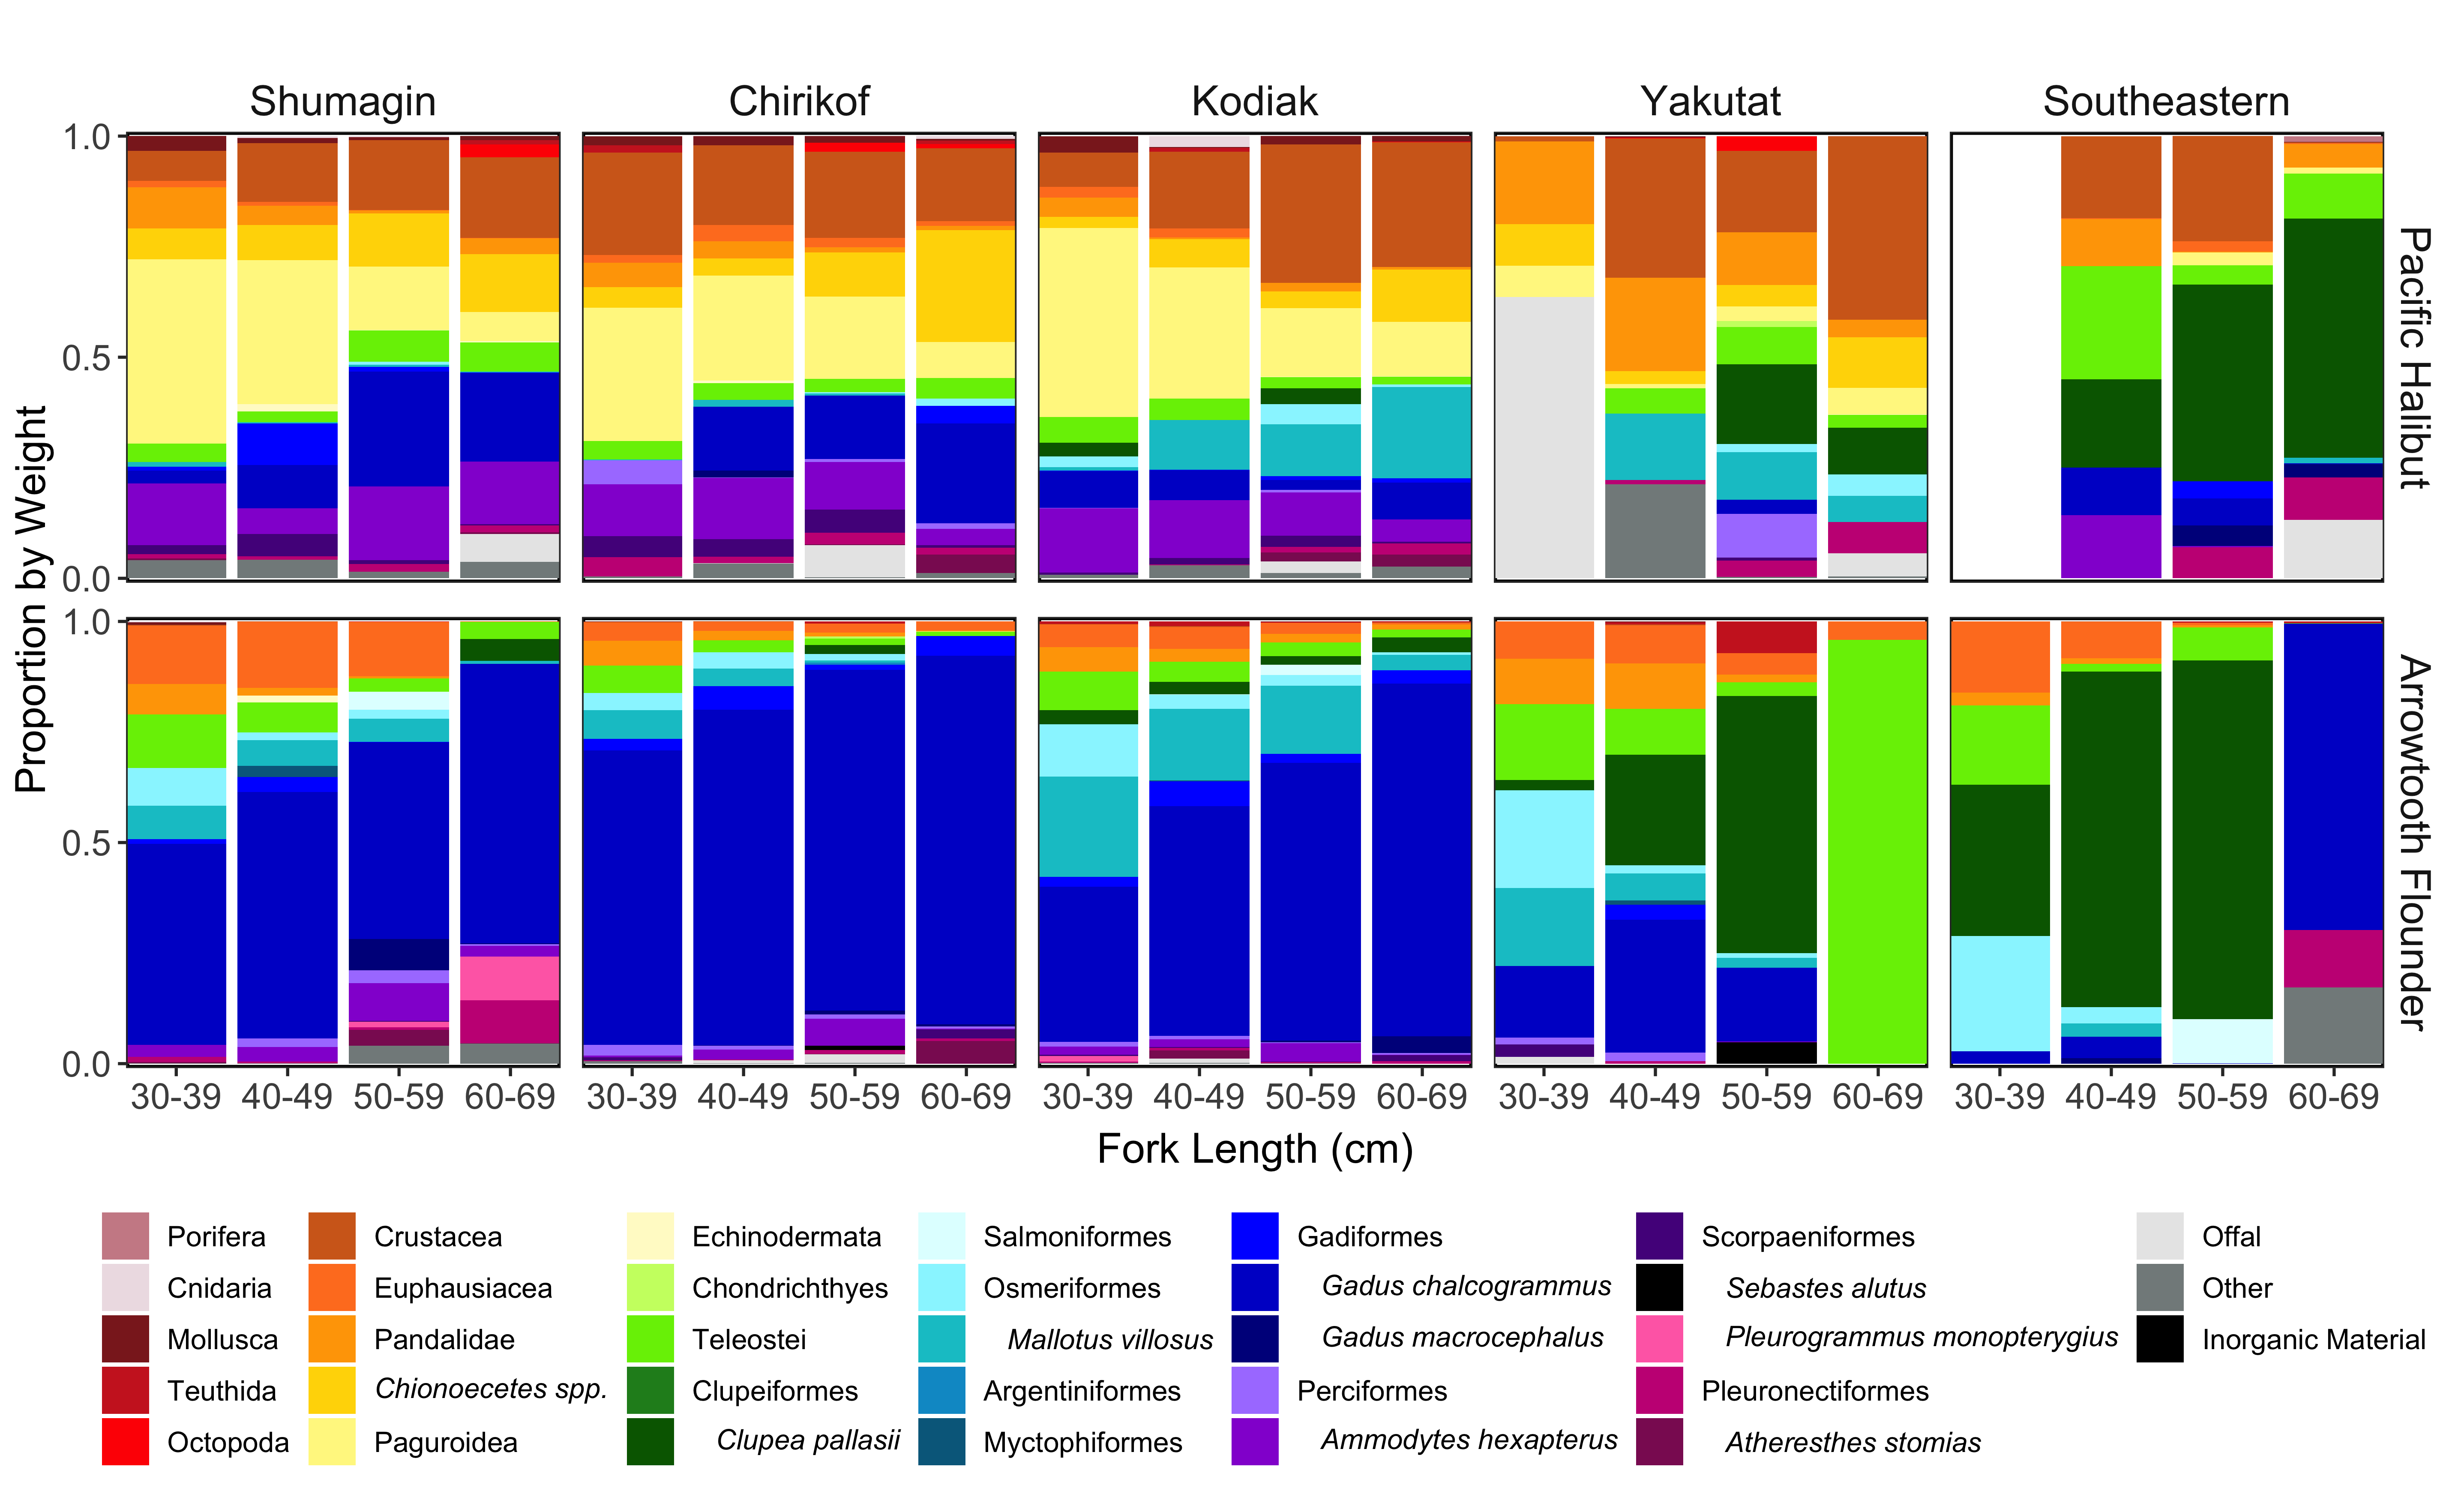 Shumagin Chirikof Kodiak Yakutat Southeastern
1.0
0.5
0.0
Pacific Halibut
Proportion by Weight
1.0
0.5
0.0
Arrowtooth Flounder
30-39 40-49 50-59 60-69 30-39 40-49 50-59 60-69 30-39 40-49 50-59 60-69 30-39 40-49 50-59 60-69 30-39 40-49 50-59 60-69
Fork Length (cm)
Porifera Crustacea Echinodermata Salmoniformes Gadiformes Scorpaeniformes Offal
Cnidaria Euphausiacea Chondrichthyes Osmeriformes Gadus chalcogrammus Sebastes alutus Other
Mollusca Pandalidae Teleostei Mallotus villosus Gadus macrocephalus Pleurogrammus monopterygius Inorganic Material
Teuthida Chionoecetes spp. Clupeiformes Argentiniformes Perciformes Pleuronectiformes
Octopoda Paguroidea Clupea pallasii Myctophiformes Ammodytes hexapterus Atheresthes stomias